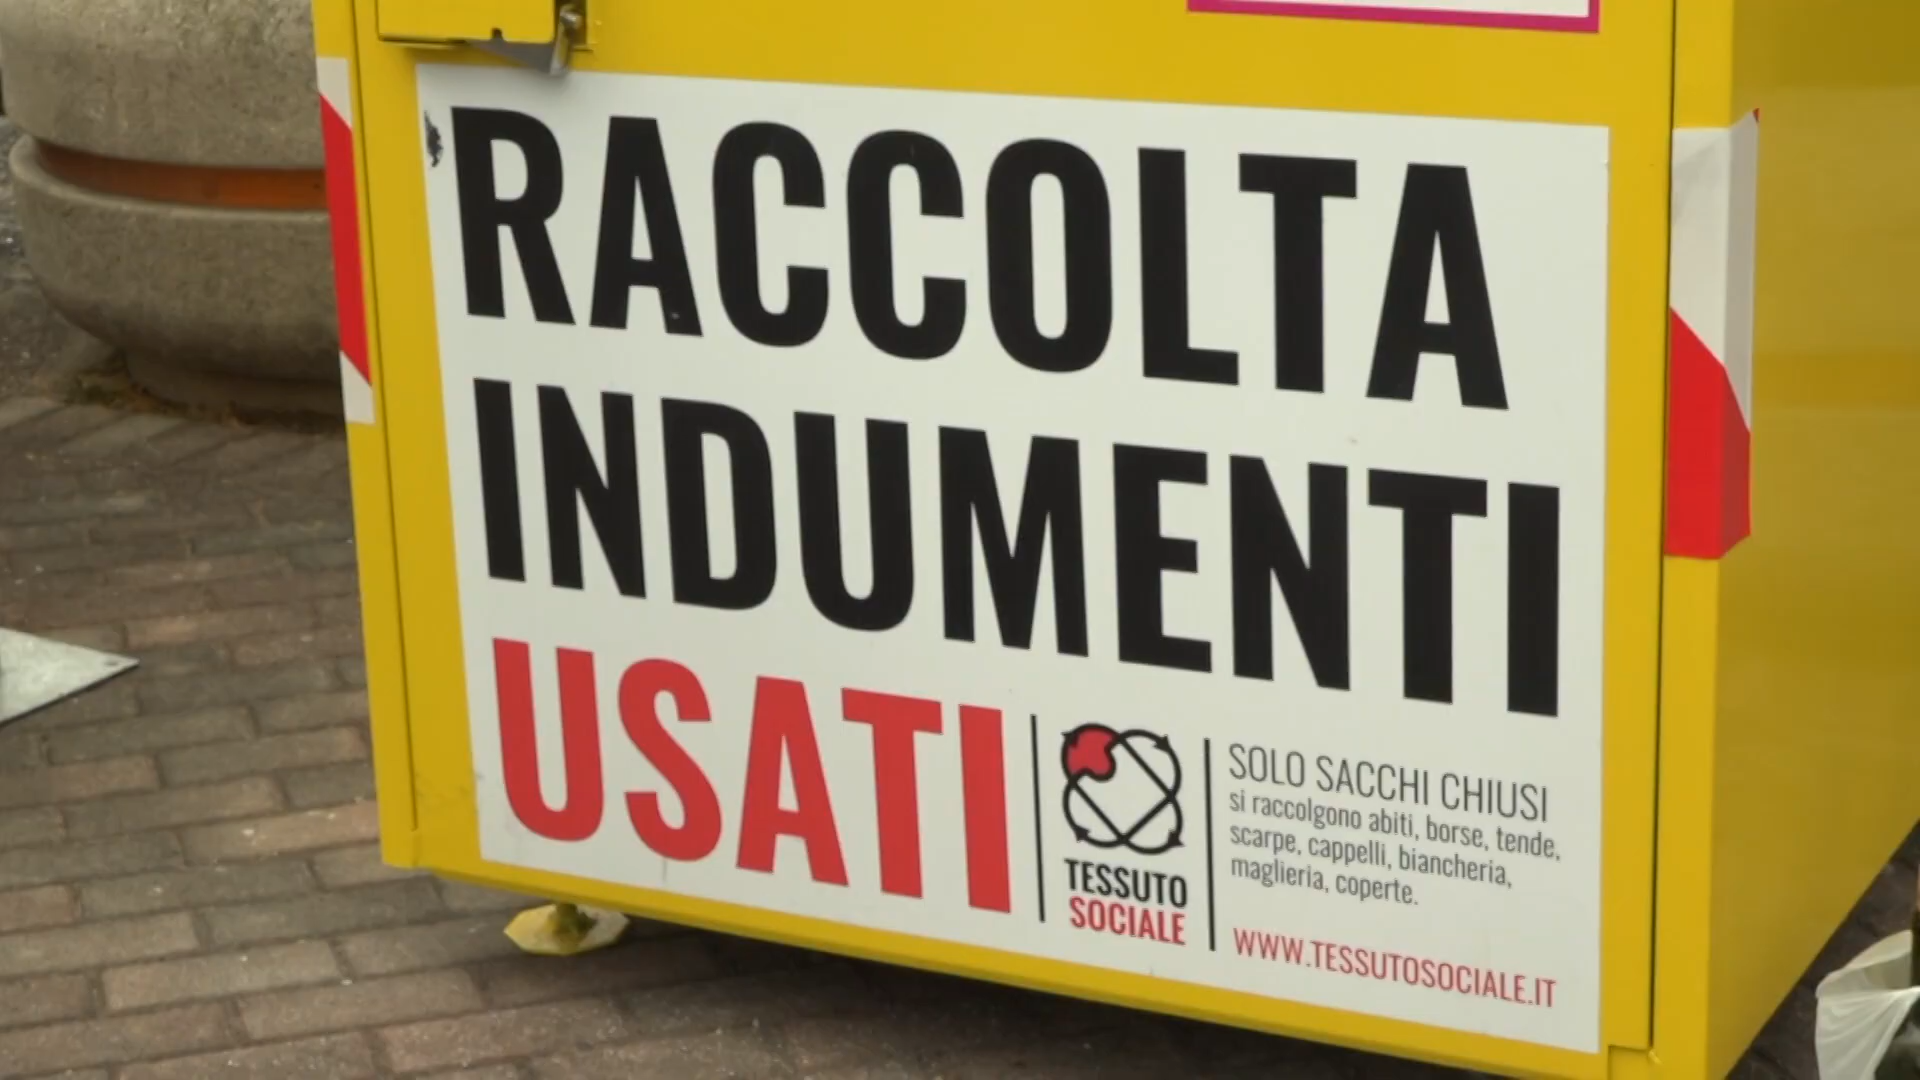 RACCOLTA
INDUMENTI
USATI
TESSUTO
SOCIALE
SOLO SACCHI CHIUSI
si raccolgono abiti, borse, tende,
scarpe, cappelli, biancheria,
maglieria, coperte.
WWW.TESSUTOSOCIALE.IT